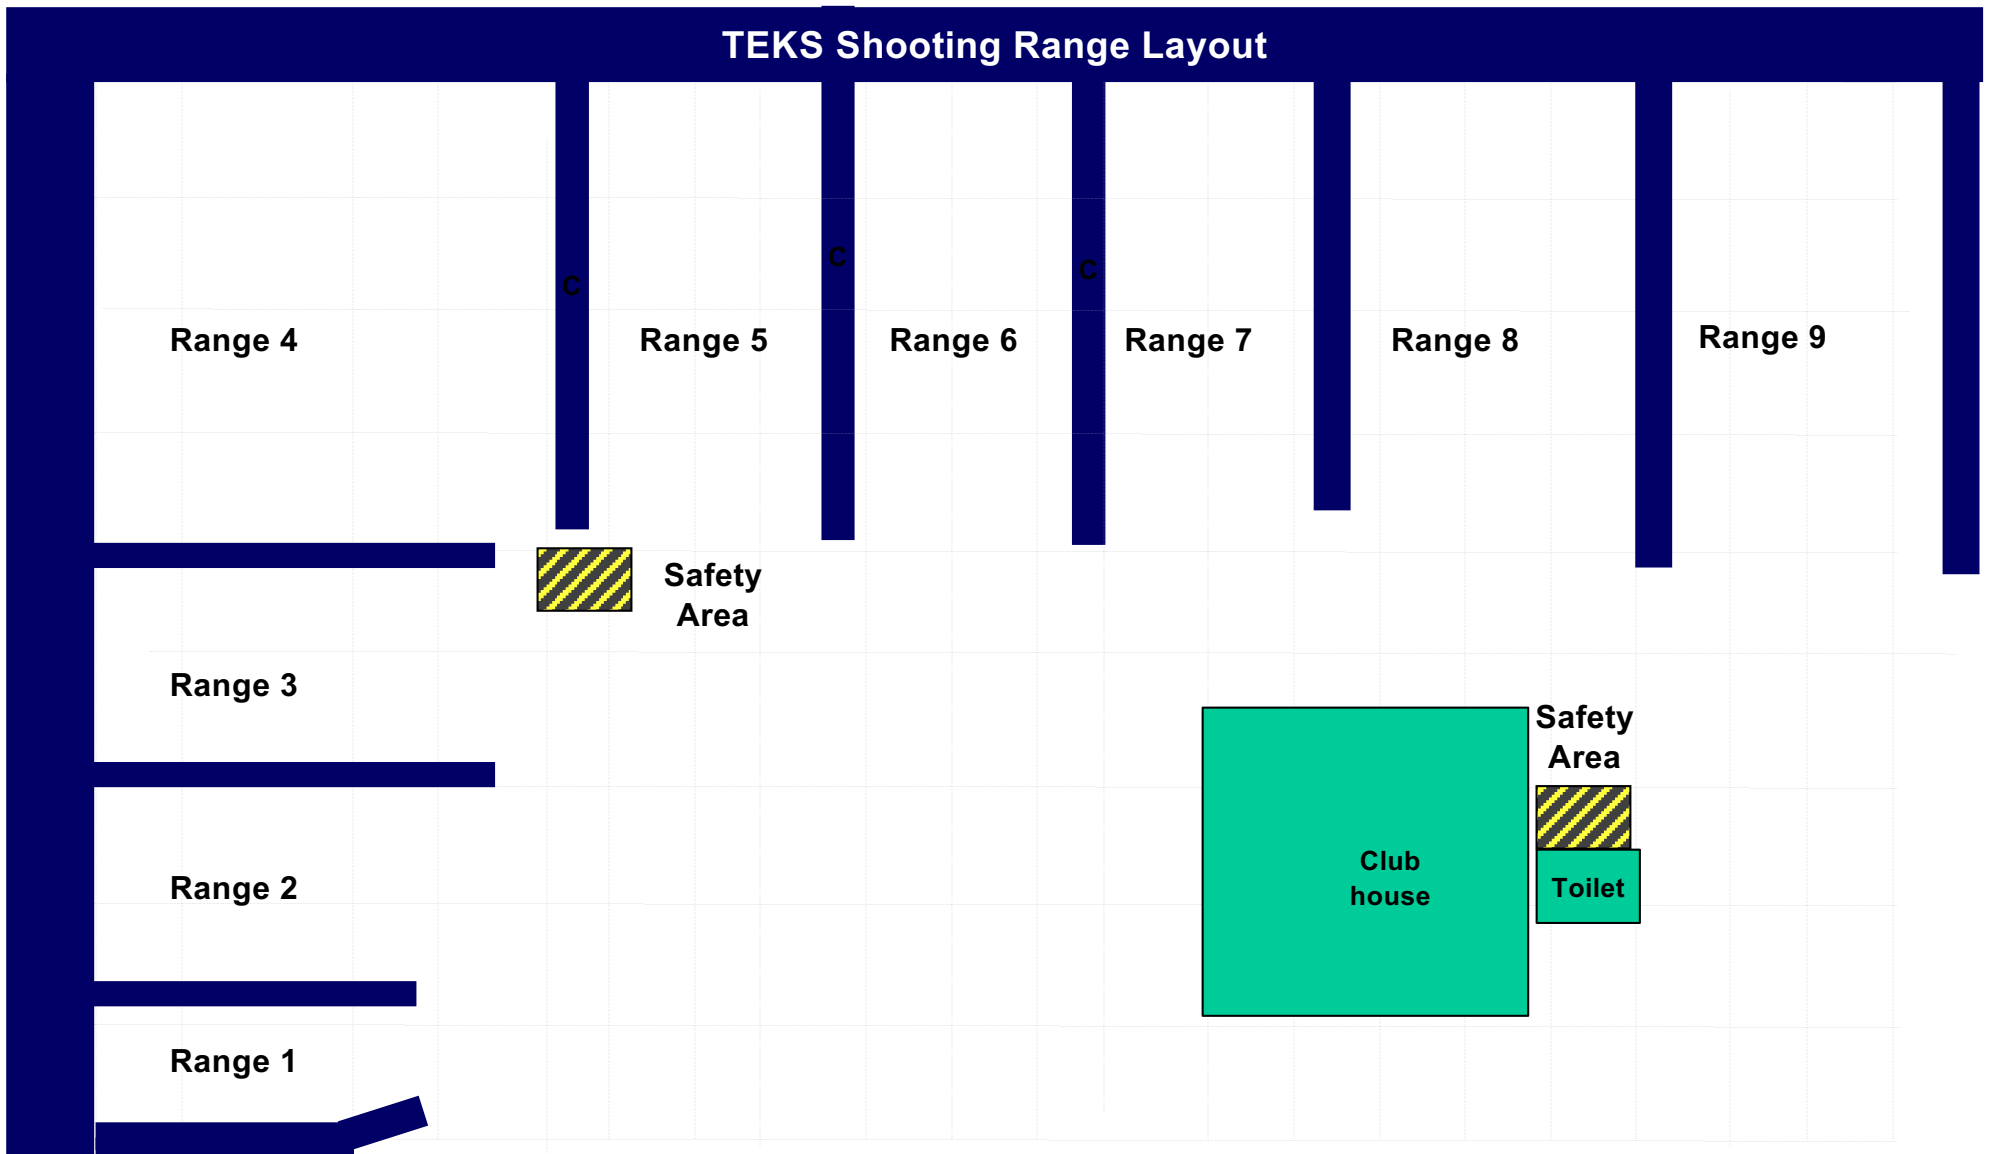 TEKS Shooting Range Layout
C
C
C
Range 4
Range 5
Range 6
Range 7
Range 8
Range 9
Safety
Area
Range 3
Safety
Area
Club
house
Toilet
Range 2
Range 1